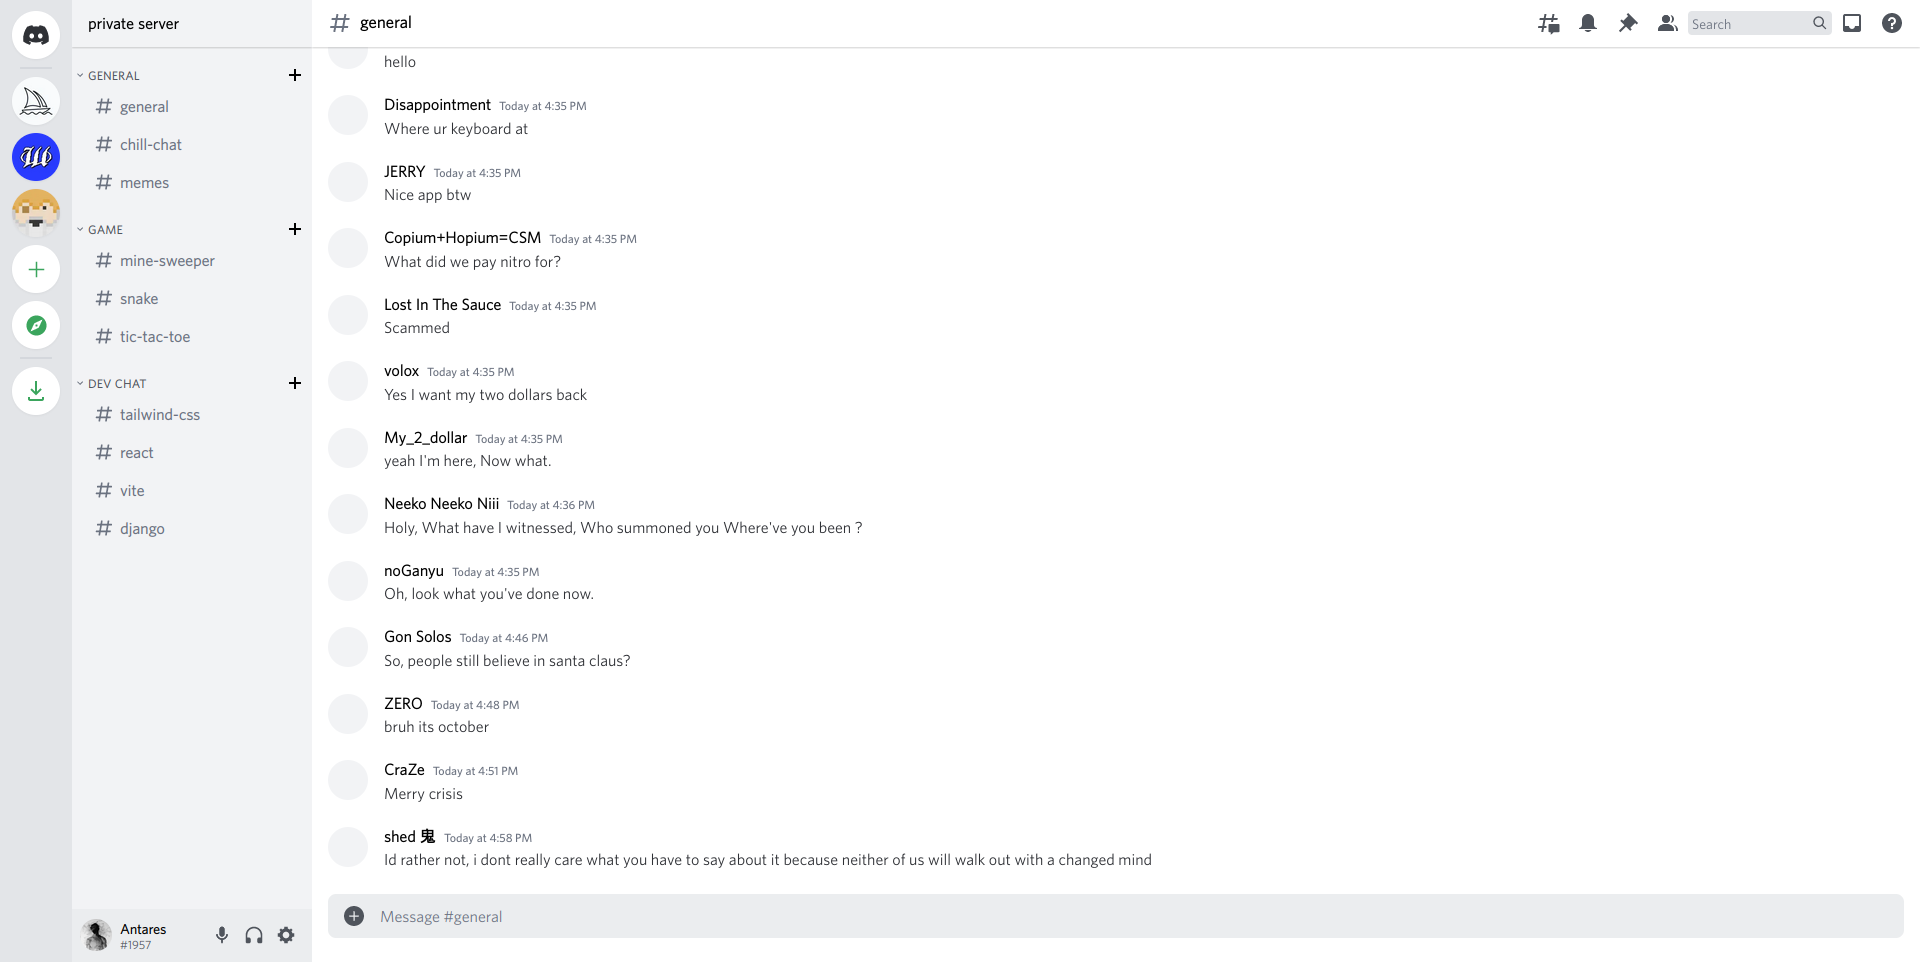 private server
GENERAL
general
chill-chat
memes
GAME
mine-sweeper
snake
tic-tac-toe
DEV CHAT
tailwind-css
react
vite
django
Antares
#1957
general
Search
hello
Disappointment Today at 4:35 PM
Where ur keyboard at
JERRY Today at 4:35 PM
Nice app btw
Copium+Hopium=CSM Today at 4:35 PM
What did we pay nitro for?
Lost In The Sauce Today at 4:35 PM
Scammed
volox Today at 4:35 PM
Yes I want my two dollars back
My_2_dollar Today at 4:35 PM
yeah I'm here, Now what.
Neeko Neeko Niii Today at 4:36 PM
Holy, What have I witnessed, Who summoned you Where've you been ?
noGanyu Today at 4:35 PM
Oh, look what you've done now.
Gon Solos Today at 4:46 PM
So, people still believe in santa claus?
ZERO Today at 4:48 PM
bruh its october
CraZe Today at 4:51 PM
Merry crisis
shed 鬼 Today at 4:58 PM
Id rather not, i dont really care what you have to say about it because neither of us will walk out with a changed mind
Message #general